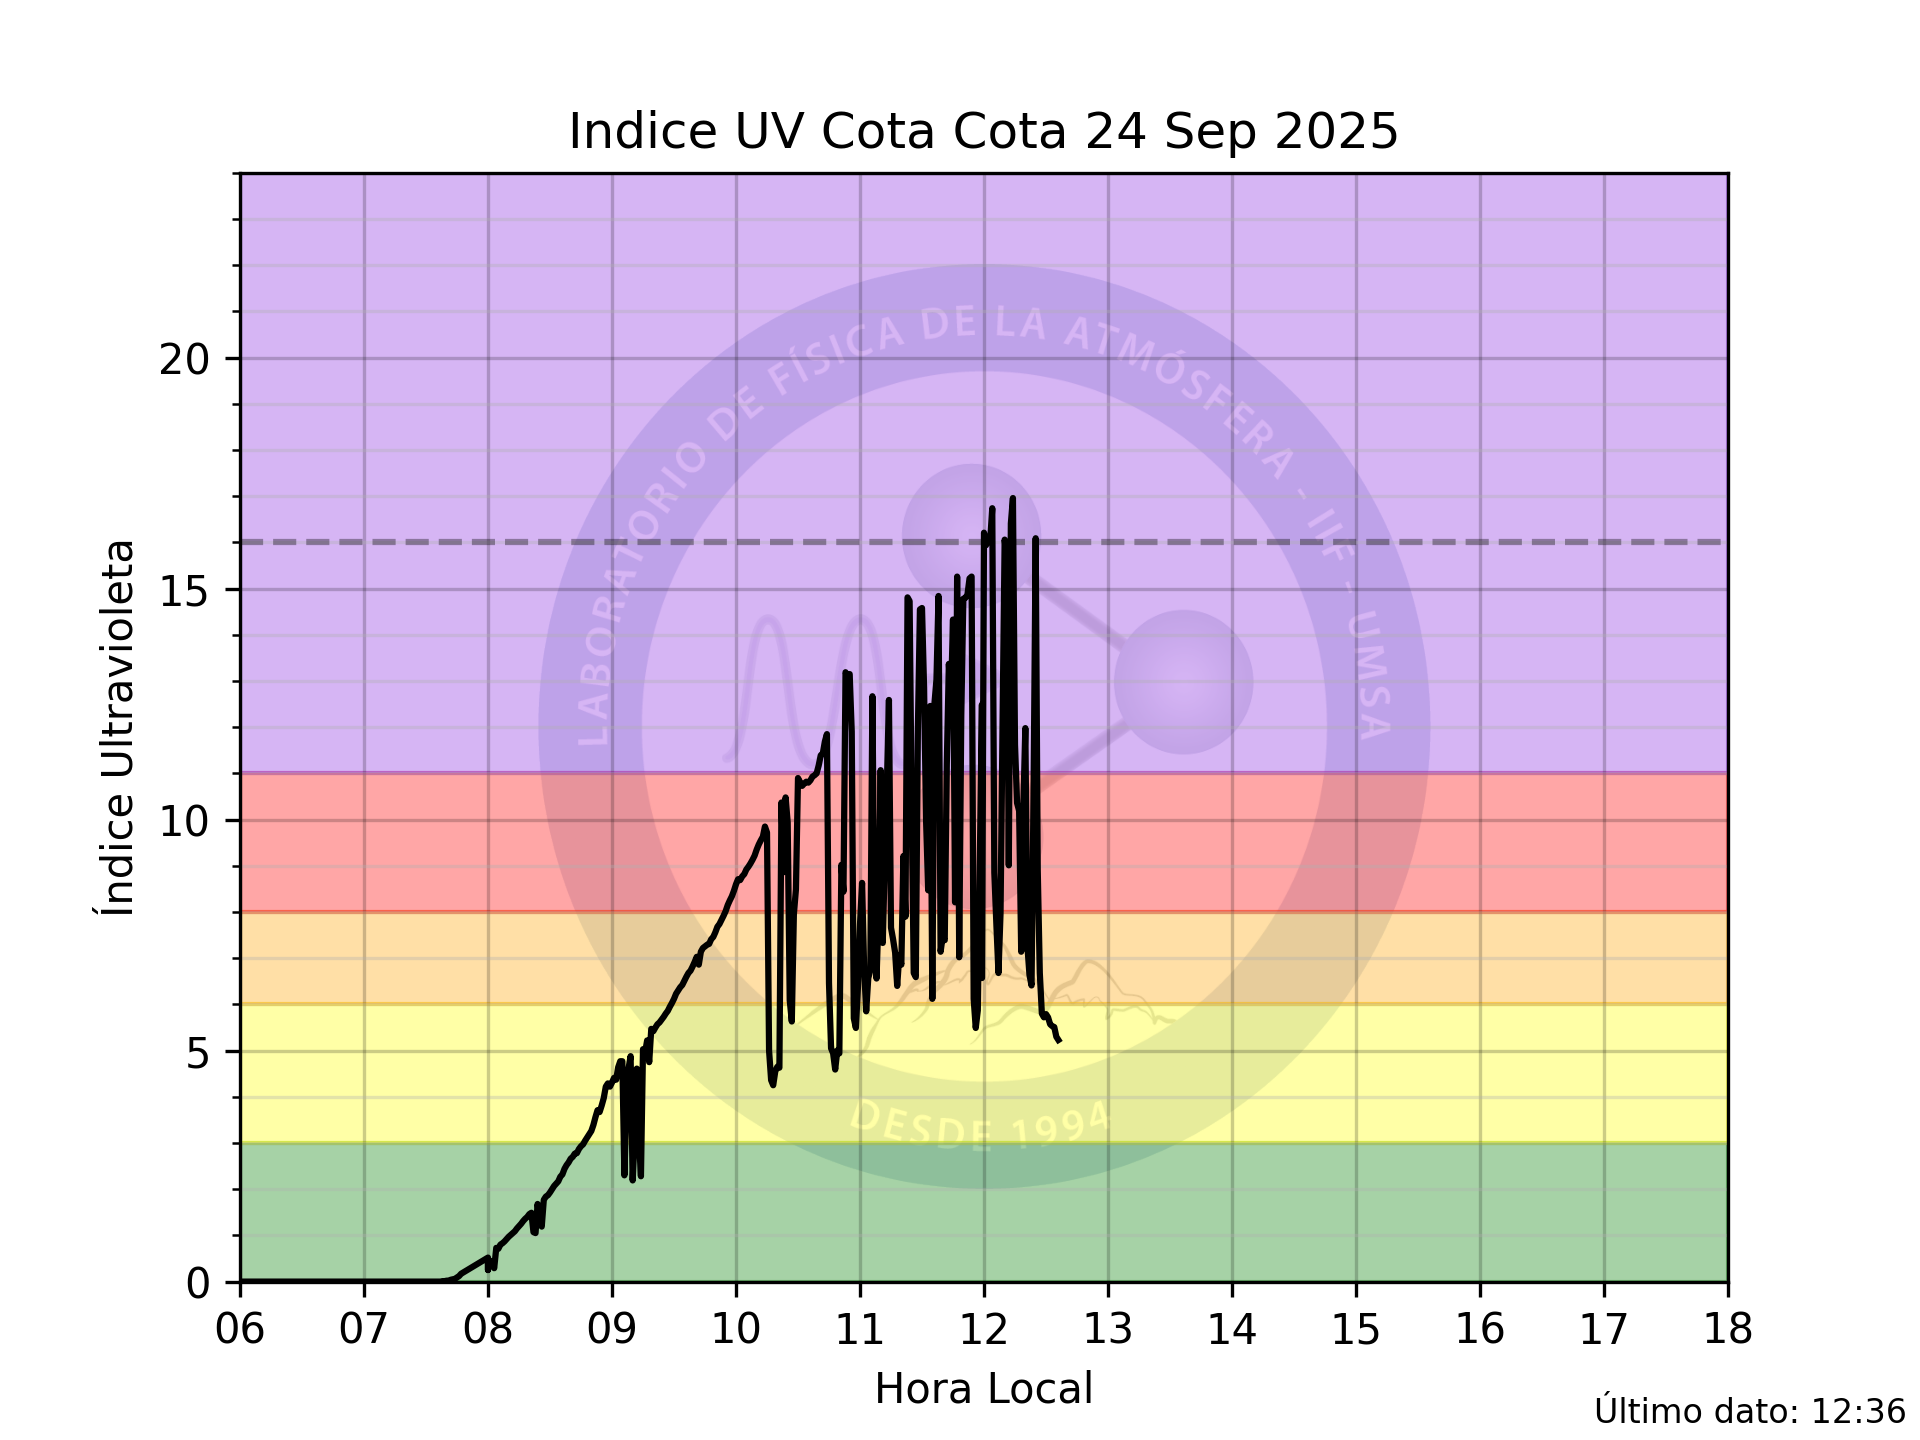 Indice UV Cota Cota 24 Sep 2025
Índice Ultravioleta
20
15
10
5
0
06 07 08 09 10 11 12 13 14 15 16 17 18
Hora Local
Último dato: 12:36
LABORATORIO DE FÍSICA DE LA ATMÓSFERA - IIF - UMSA
DESDE 1994